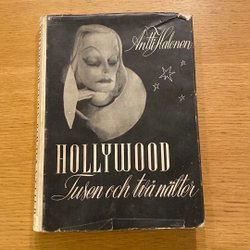 Antti Halonen
HOLLYWOOD
Tusen och två nätter